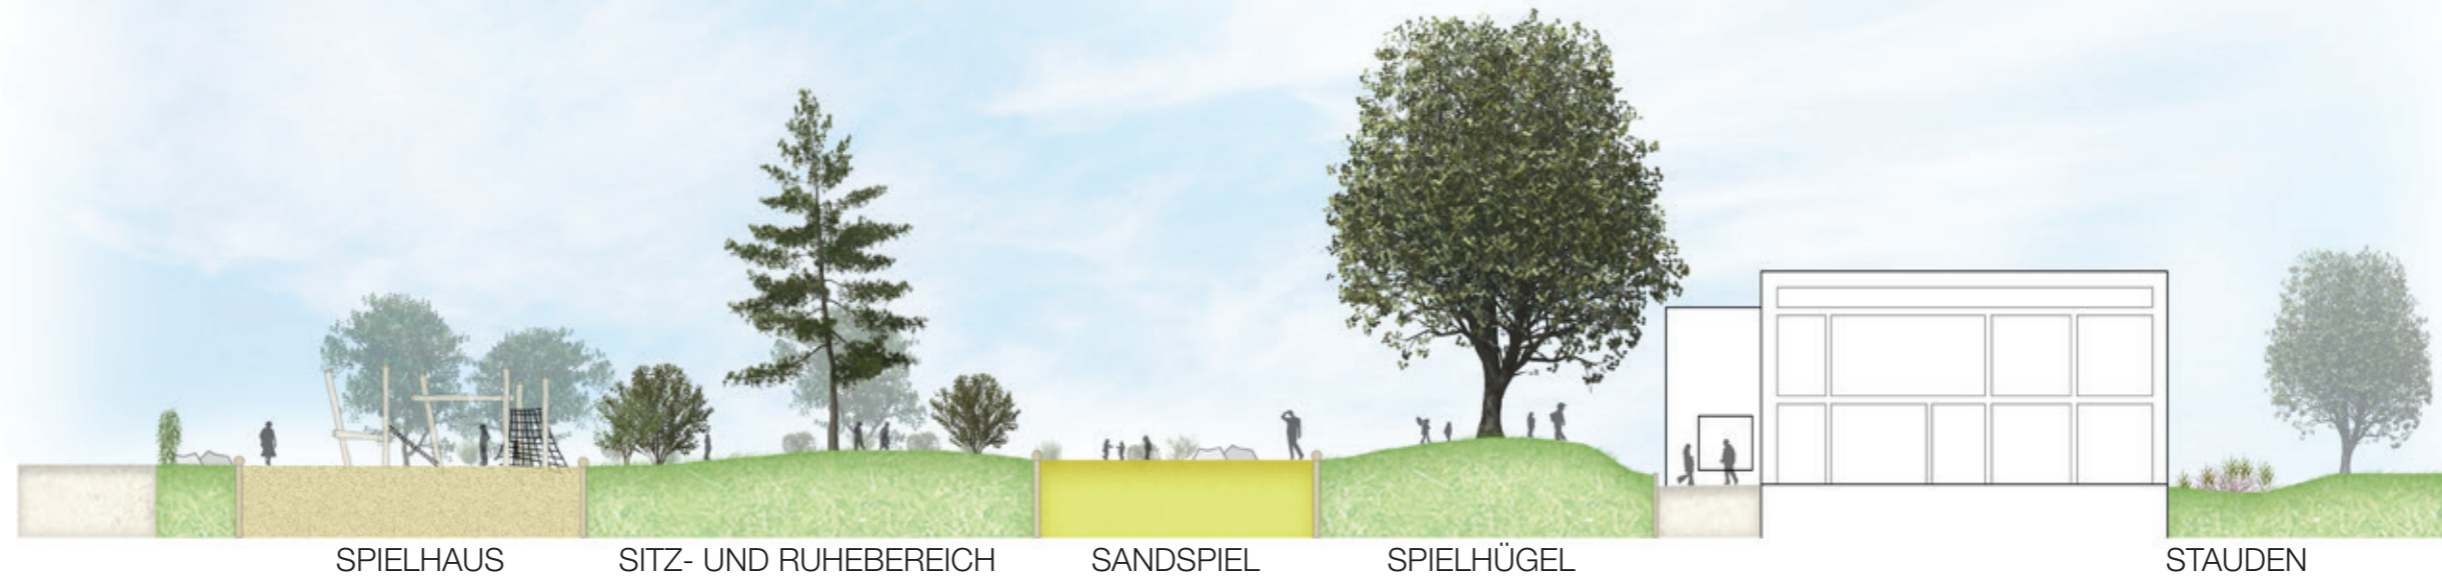 SPIELHAUS
SITZ- UND RUHEBEREICH
SANDSPIEL
SPIELHÜGEL
STAUDEN